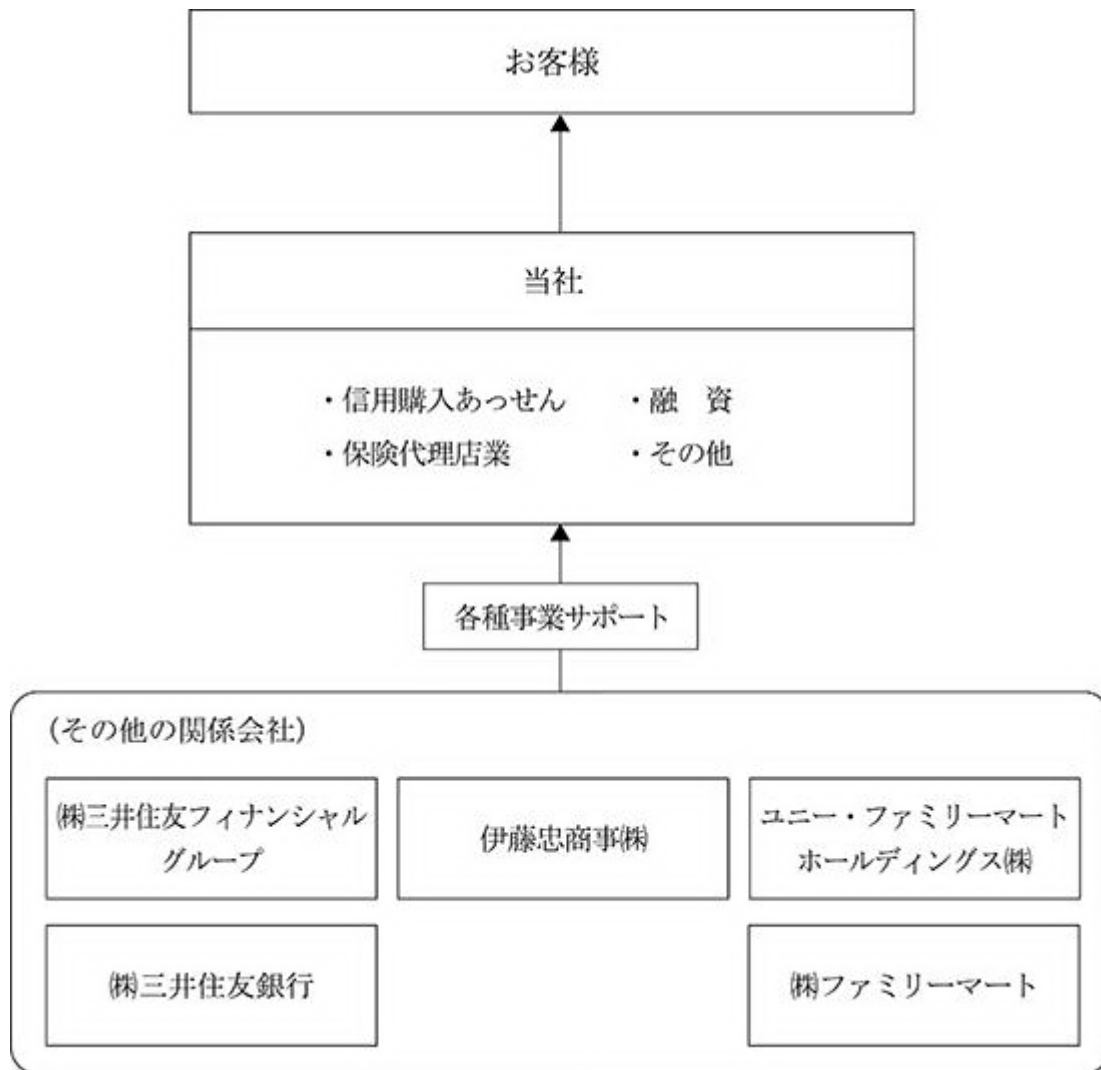 お客様
当社
・信用購入あっせん　・融　資
・保険代理店業　・その他
各種事業サポート
(その他の関係会社)
㈱三井住友フィナンシャル
グループ
伊藤忠商事㈱
ユニー・ファミリーマート
ホールディングス㈱
㈱三井住友銀行
㈱ファミリーマート